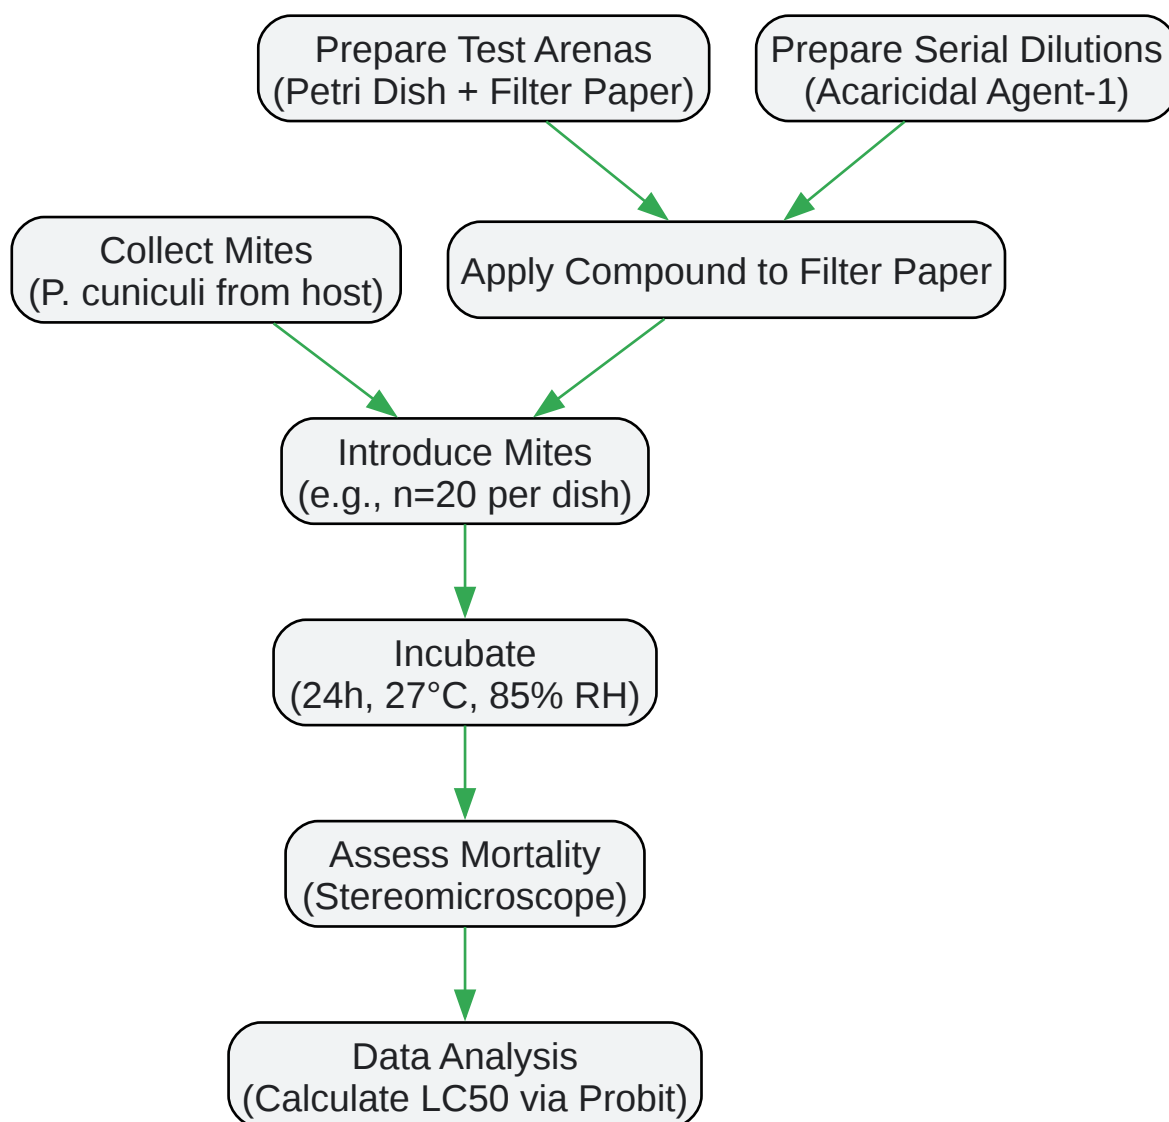 Prepare Test Arenas
(Petri Dish + Filter Paper)
Prepare Serial Dilutions
(Acaricidal Agent-1)
Collect Mites
(P. cuniculi from host)
Apply Compound to Filter Paper
Introduce Mites
(e.g., n=20 per dish)
Incubate
(24h, 27°C, 85% RH)
Assess Mortality
(Stereomicroscope)
Data Analysis
(Calculate LC50 via Probit)